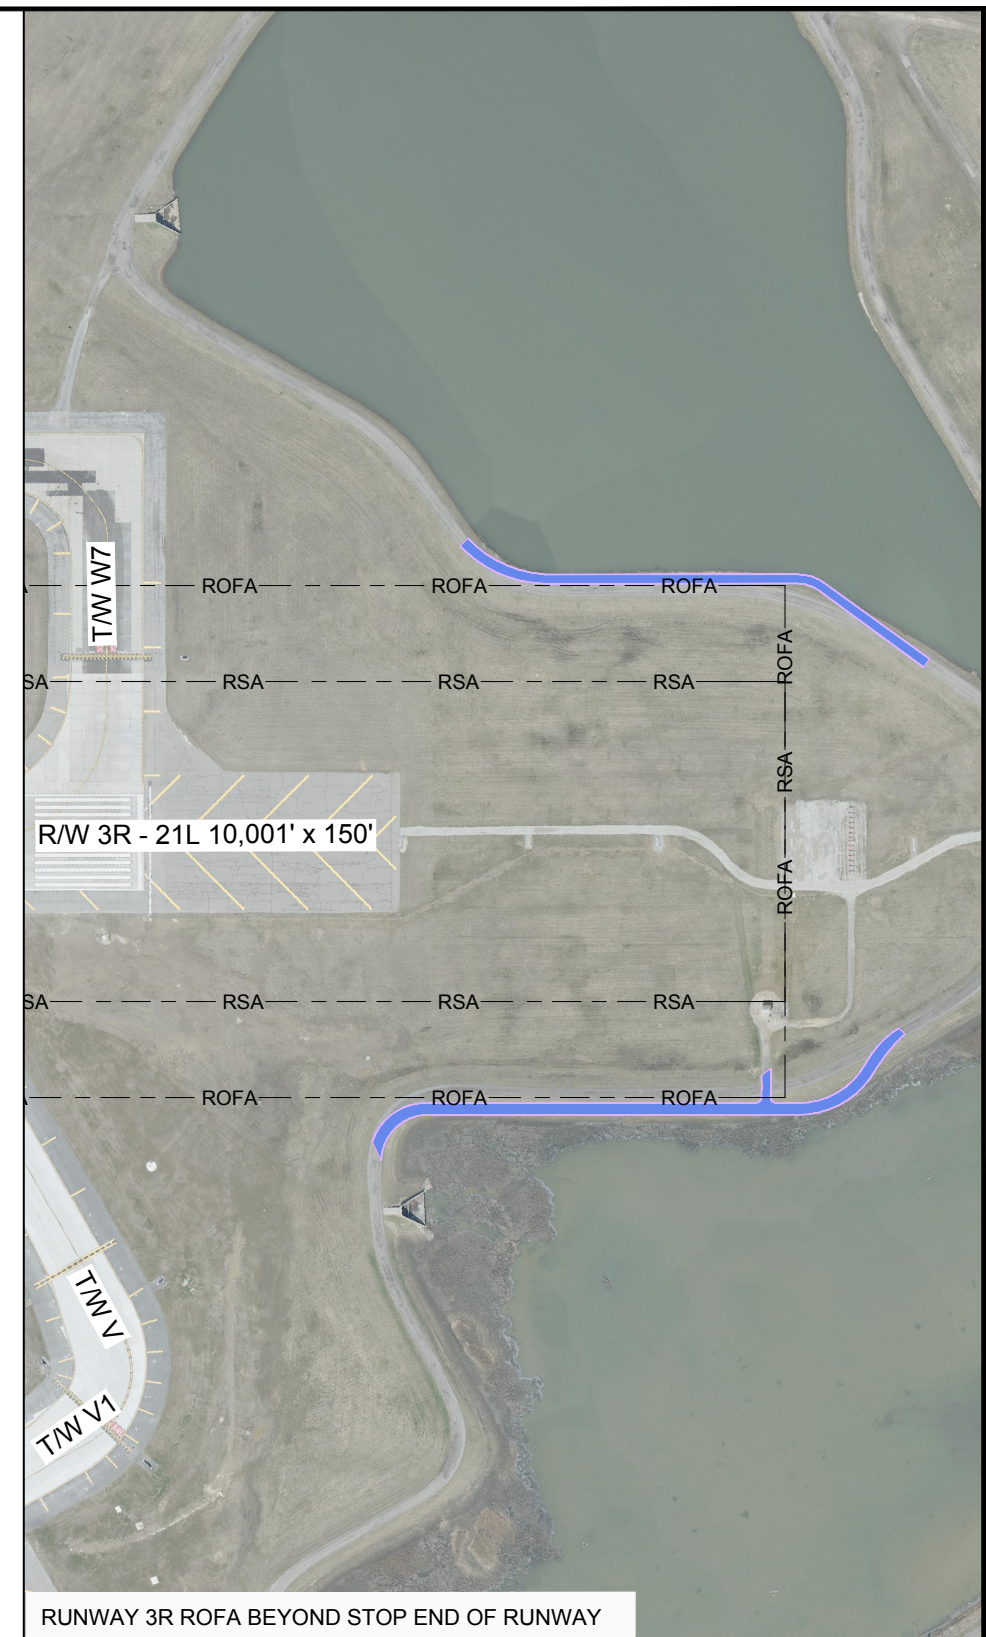 T/W W7
ROFA ROFA ROFA
ROFA
SA RSA RSA RSA
RSA
R/W 3R - 21L 10,001' x 150'
ROFA
SA RSA RSA RSA
ROFA ROFA ROFA
T/W V
T/W V1
RUNWAY 3R ROFA BEYOND STOP END OF RUNWAY